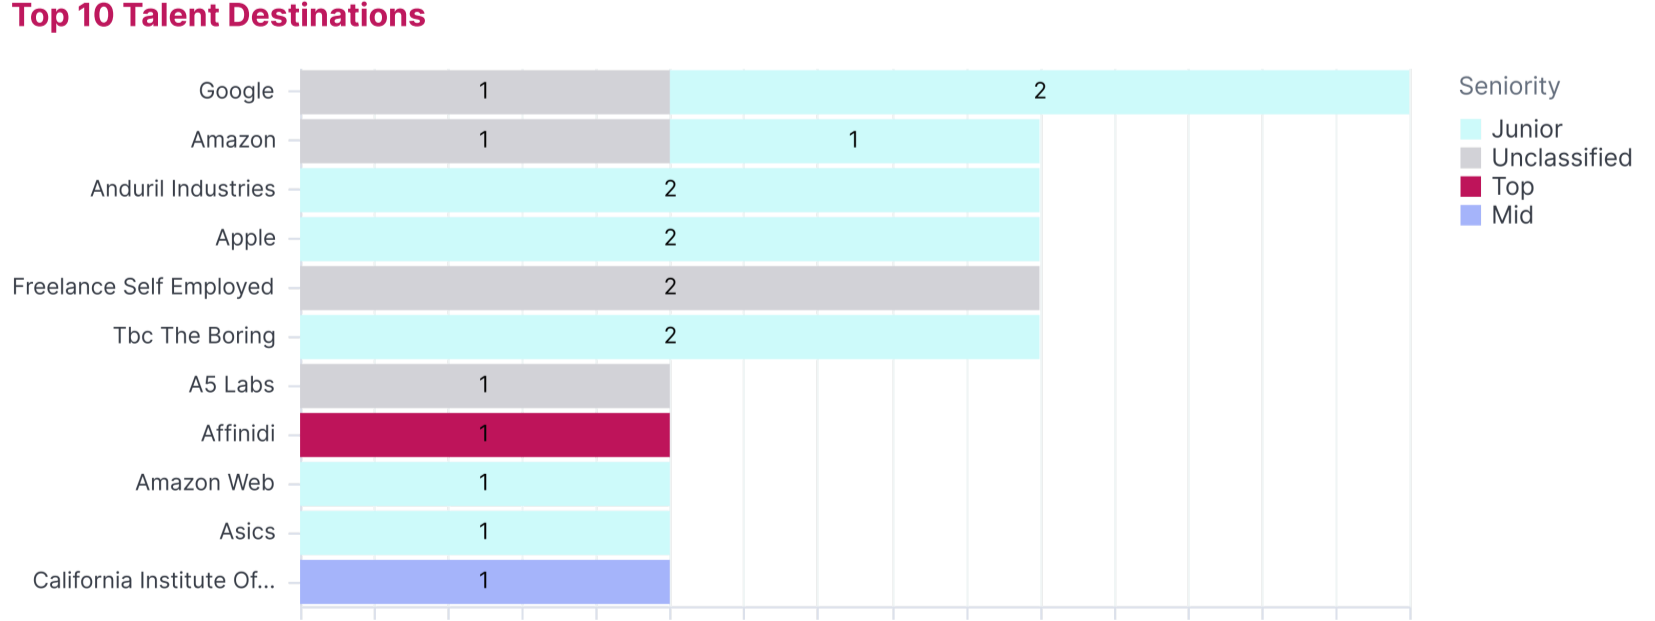 Top 10 Talent Destinations
Google 1 2
Amazon 1 1
Anduril Industries 2
Apple 2
Freelance Self Employed 2
Tbc The Boring 2
A5 Labs 1
Affinidi 1
Amazon Web 1
Asics 1
California Institute Of... 1
Seniority
Junior
Unclassified
Top
Mid